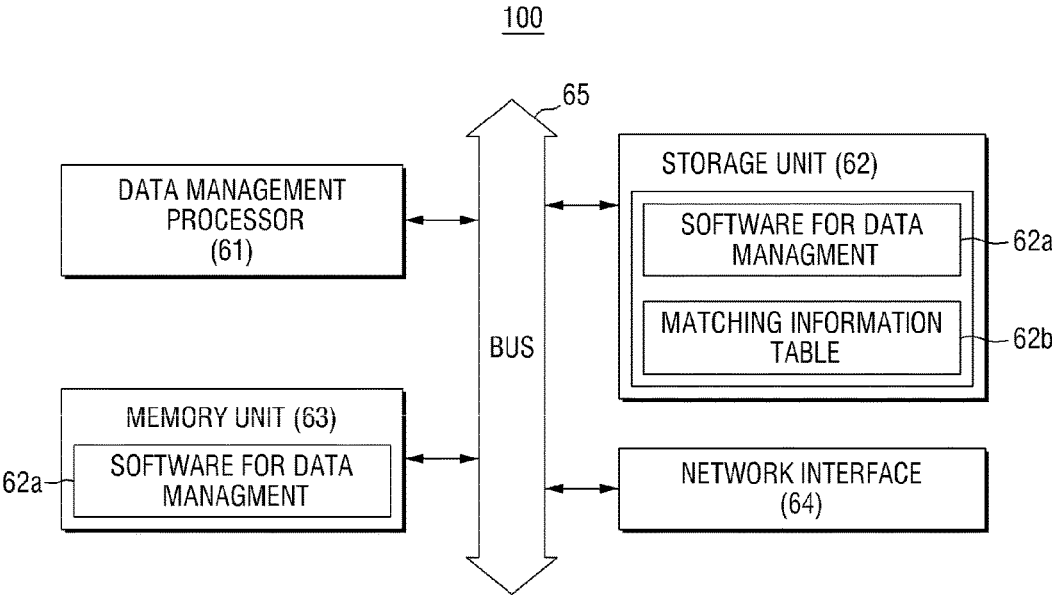 100
65
DATA MANAGEMENT
PROCESSOR
(61)
STORAGE UNIT (62)
SOFTWARE FOR DATA
MANAGMENT
62a
MATCHING INFORMATION
TABLE
62b
BUS
MEMORY UNIT (63)
SOFTWARE FOR DATA
MANAGMENT
62a
NETWORK INTERFACE
(64)